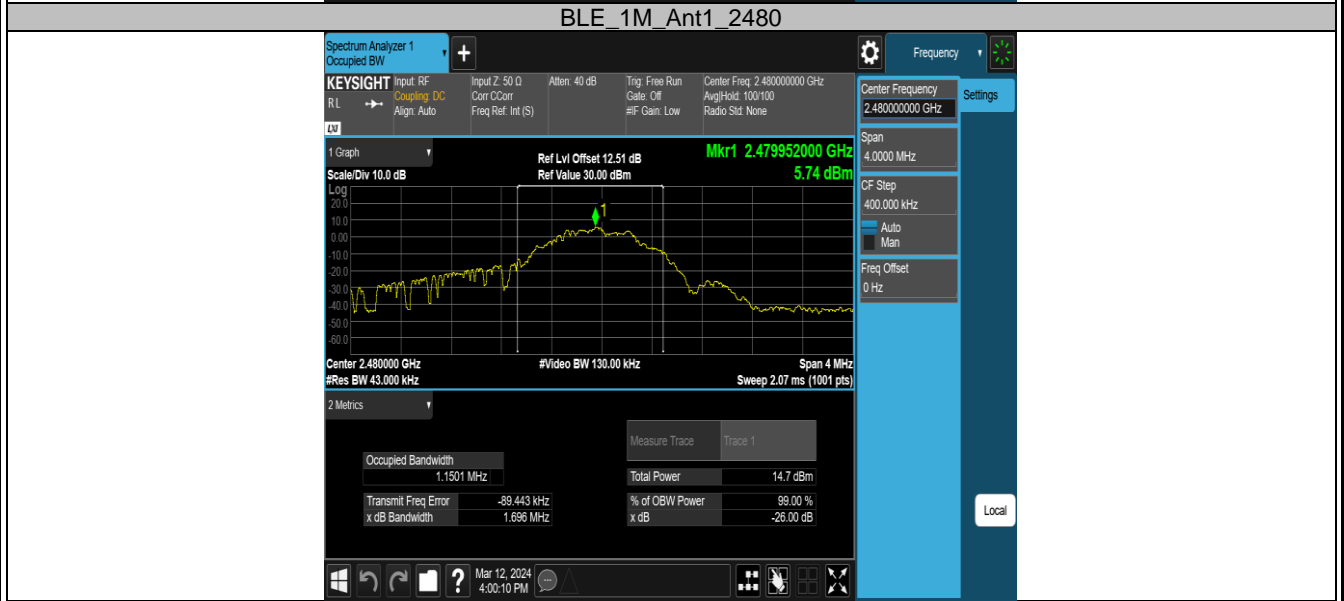 BLE_1M_Ant1_2480
Spectrum Analyzer 1
Occupied BW
+
Frequency
KEYSIGHT
RL
LXI
Input: RF
Coupling: DC
Align: Auto
Input Z: 50 Ω
Corr CCorr
Freq Ref: Int (S)
Atten: 40 dB
Trig: Free Run
Gate: Off
#IF Gain: Low
Center Freq: 2.480000000 GHz
Avg|Hold: 100/100
Radio Std: None
Center Frequency
2.480000000 GHz
Settings
Span
4.0000 MHz
CF Step
400.000 kHz
Auto
Man
Freq Offset
0 Hz
Local
1 Graph
Scale/Div 10.0 dB
Ref Lvl Offset 12.51 dB
Ref Value 30.00 dBm
Mkr1 2.479952000 GHz
5.74 dBm
Log
20.0
10.0
0.00
-10.0
-20.0
-30.0
-40.0
-50.0
-60.0
1
Center 2.480000 GHz
#Video BW 130.00 kHz
Span 4 MHz
#Res BW 43.000 kHz
Sweep 2.07 ms (1001 pts)
2 Metrics
Measure Trace Trace 1
Occupied Bandwidth
1.1501 MHz
Total Power 14.7 dBm
Transmit Freq Error -89.443 kHz
% of OBW Power 99.00 %
x dB Bandwidth 1.696 MHz
x dB -26.00 dB
?
Mar 12, 2024
4:00:10 PM